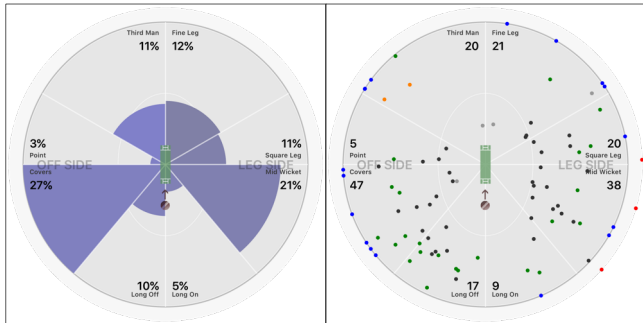 Third Man
11%
Fine Leg
12%
3%
Point
OFF SIDE
Covers
27%
11%
Square Leg
LEG SIDE
Mid Wicket
21%
10%
Long Off
5%
Long On
Third Man
20
Fine Leg
21
5
Point
OFF SIDE
Covers
47
20
Square Leg
LEG SIDE
Mid Wicket
38
17
Long Off
9
Long On